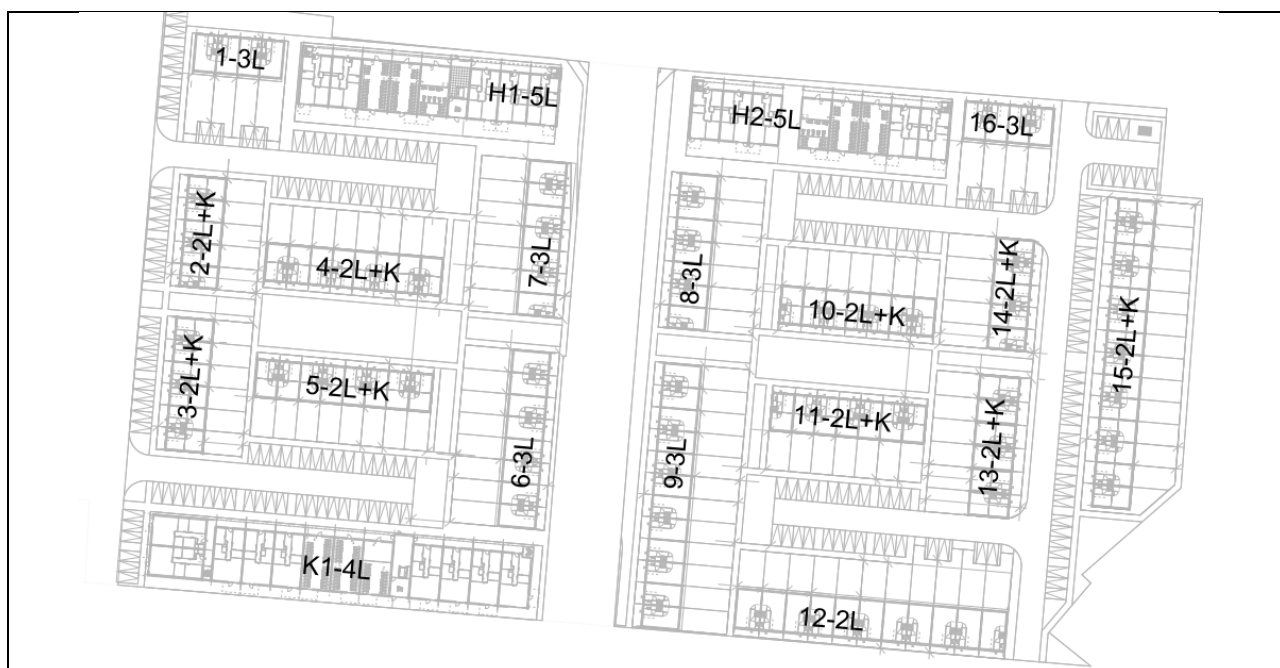 1-3L
H1-5L
H2-5L
16-3L
2-2L+K
4-2L+K
7-3L
8-3L
10-2L+K
14-2L+K
15-2L+K
3-2L+K
5-2L+K
6-3L
9-3L
11-2L+K
13-2L+K
K1-4L
12-2L